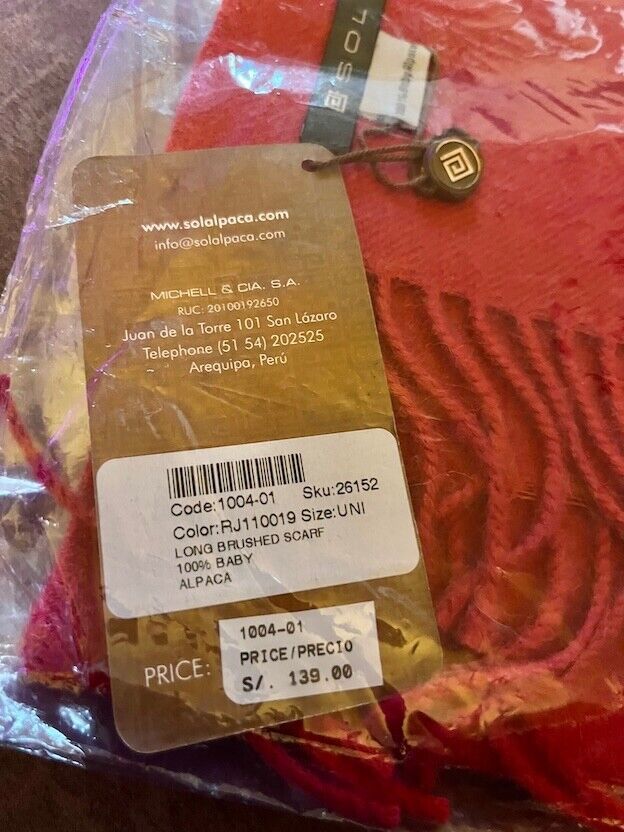 SOL
www.solalpaca.com
info@solalpaca.com
MICHELL & CIA. S.A.
RUC: 20100192650
Juan de la Torre 101 San Lázaro
Telephone (51 54) 202525
Arequipa, Perú
Code:1004-01 Sku:26152
Color:RJ110019 Size:UNI
LONG BRUSHED SCARF
100% BABY
ALPACA
1004-01
PRICE/PRECIO
PRICE: S/. 139.00